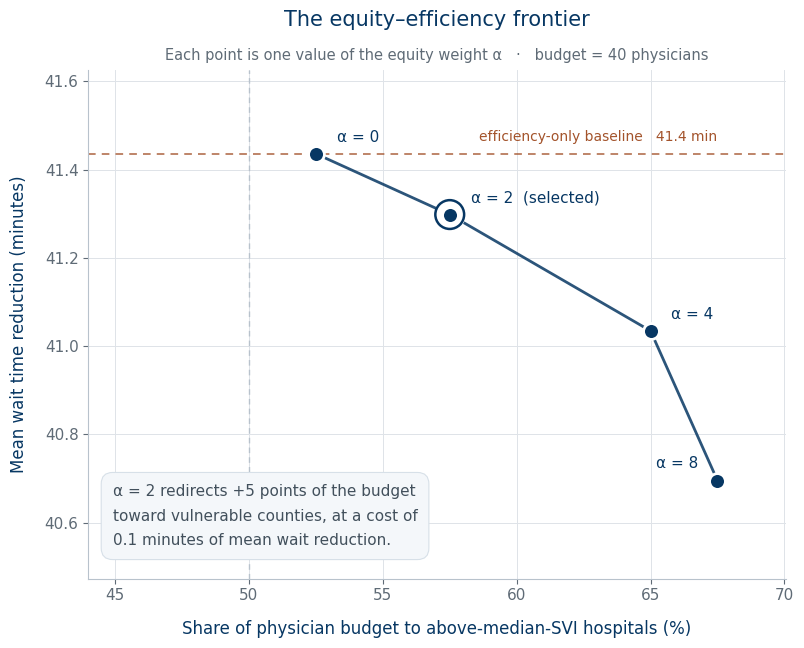 The equity–efficiency frontier
Each point is one value of the equity weight α · budget = 40 physicians
Mean wait time reduction (minutes)
41.6
41.4
41.2
41.0
40.8
40.6
α = 0
efficiency-only baseline 41.4 min
α = 2 (selected)
α = 4
α = 8
α = 2 redirects +5 points of the budget
toward vulnerable counties, at a cost of
0.1 minutes of mean wait reduction.
45 50 55 60 65 70
Share of physician budget to above-median-SVI hospitals (%)